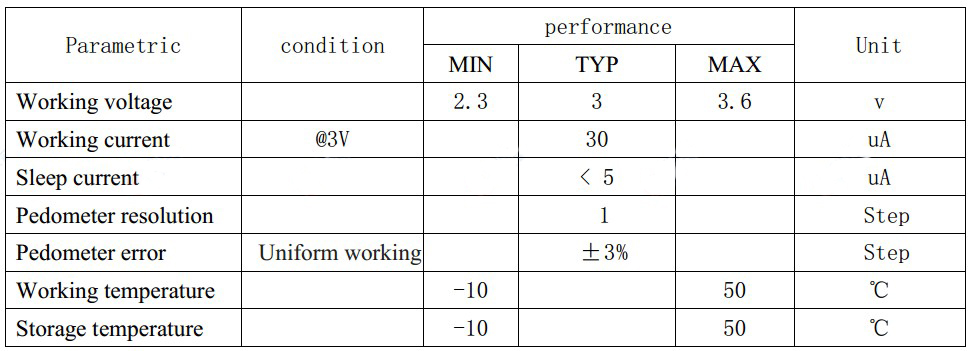 Parametric condition performance Unit
MIN TYP MAX
Working voltage 2.3 3 3.6 v
Working current @3V 30 uA
Sleep current < 5 uA
Pedometer resolution 1 Step
Pedometer error Uniform working ±3% Step
Working temperature -10 50 ℃
Storage temperature -10 50 ℃